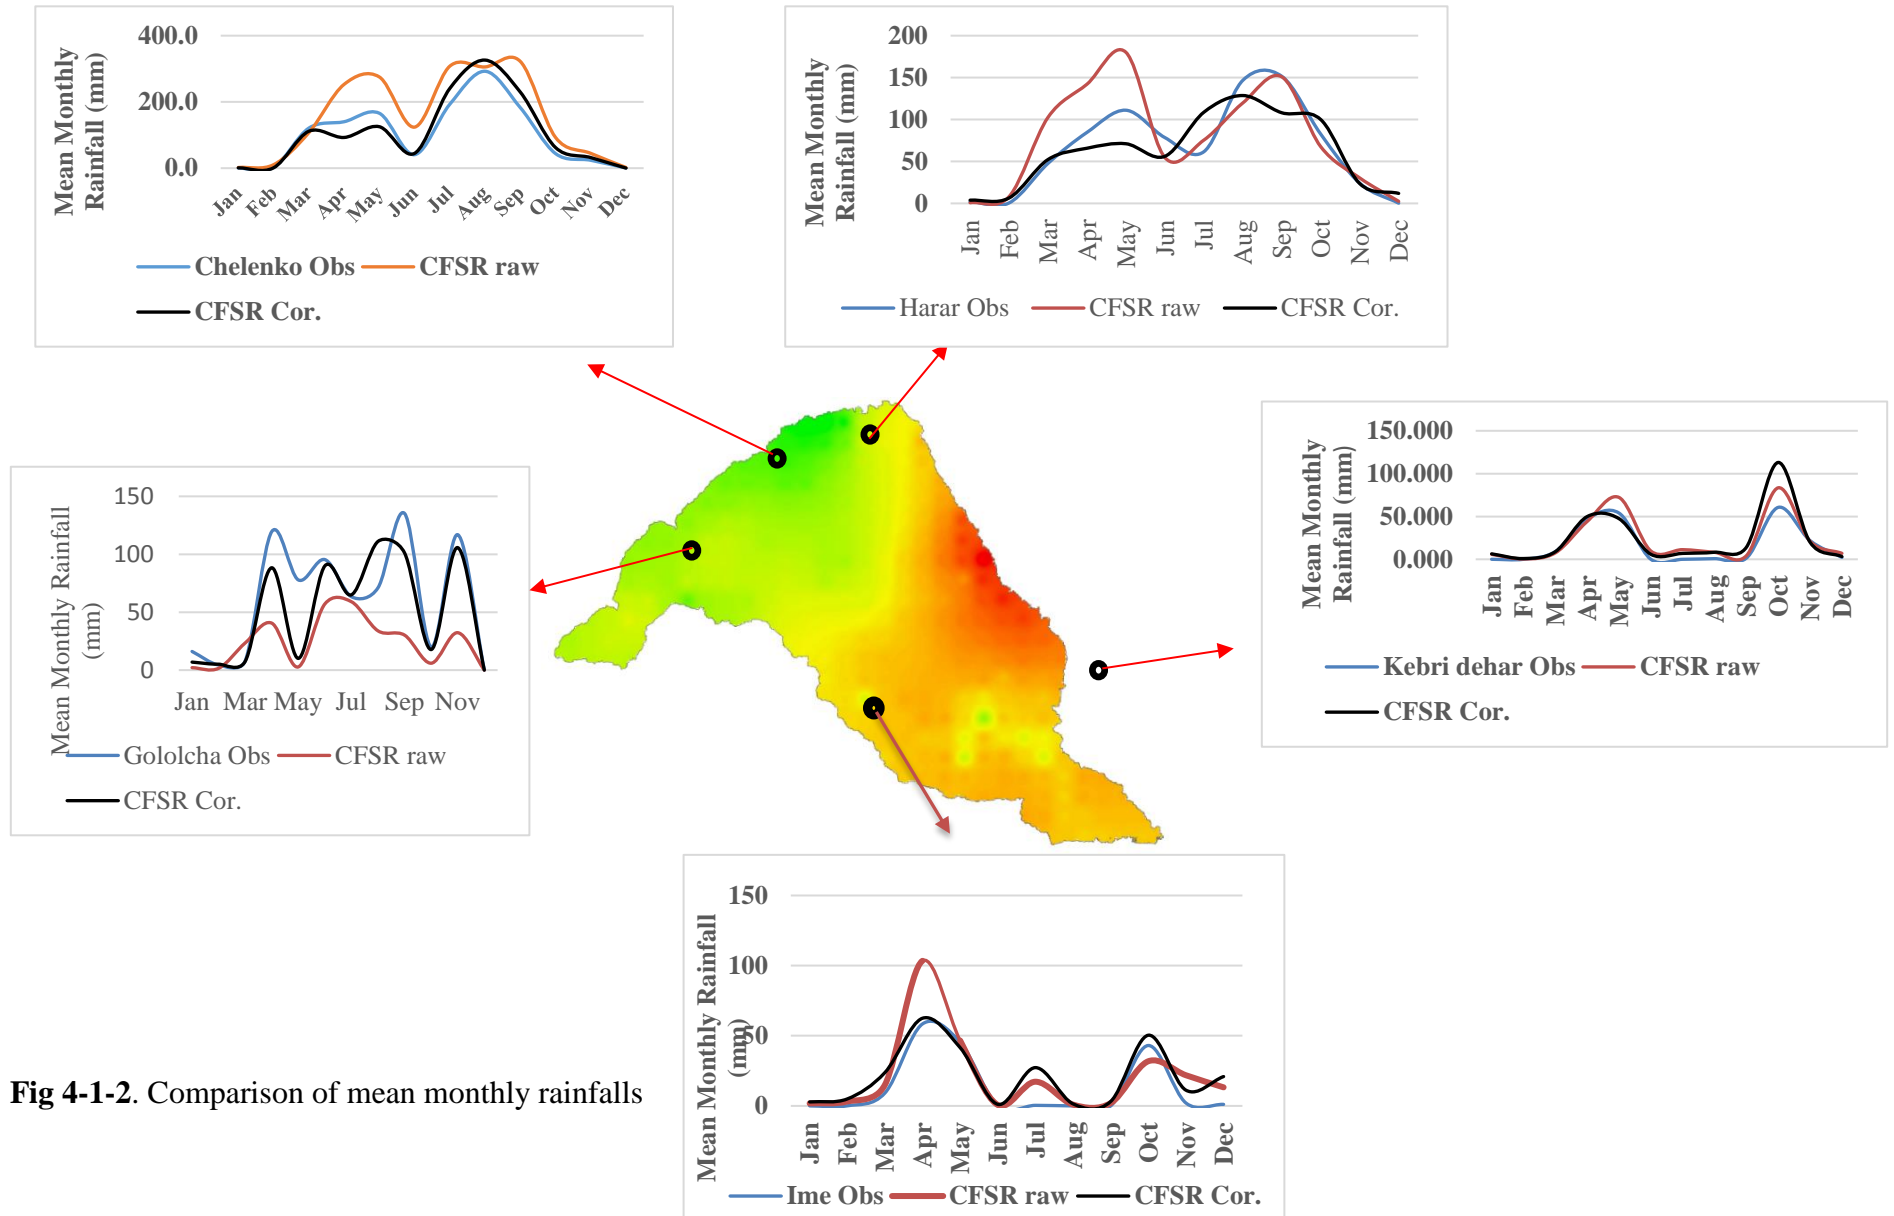 400.0
200.0
0.0
Mean Monthly
Rainfall (mm)
Jan Feb Mar Apr May Jun Jul Aug Sep Oct Nov Dec
Chelenko Obs CFSR raw
CFSR Cor.
200
150
100
50
0
Mean Monthly
Rainfall (mm)
Jan Feb Mar Apr May Jun Jul Aug Sep Oct Nov Dec
Harar Obs CFSR raw CFSR Cor.
150
100
50
0
Mean Monthly Rainfall
(mm)
Jan Mar May Jul Sep Nov
Gololcha Obs CFSR raw
CFSR Cor.
150.000
100.000
50.000
0.000
Mean Monthly
Rainfall (mm)
Jan Feb Mar Apr May Jun Jul Aug Sep Oct Nov Dec
Kebri dehar Obs CFSR raw
CFSR Cor.
150
100
50
0
Mean Monthly Rainfall
(mm)
Jan Feb Mar Apr May Jun Jul Aug Sep Oct Nov Dec
Ime Obs CFSR raw CFSR Cor.
Fig 4-1-2. Comparison of mean monthly rainfalls